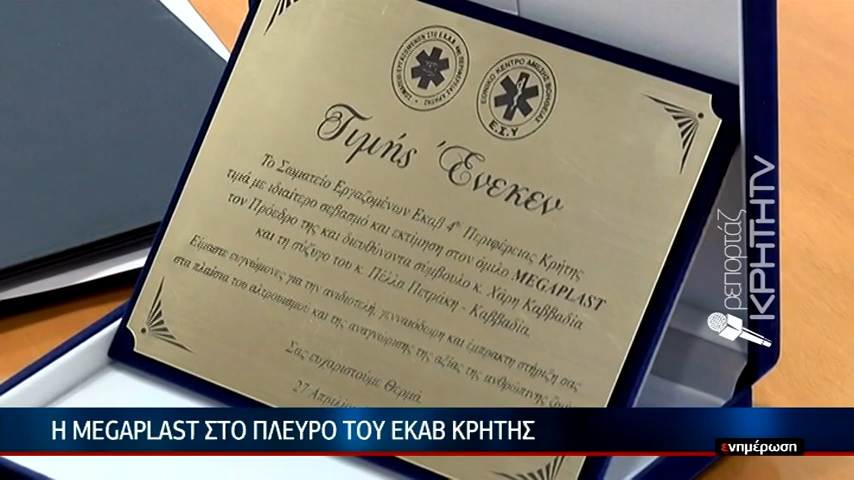 ΣΩΜΑΤΕΙΟ ΕΡΓΑΖΟΜΕΝΩΝ ΣΤΟ Ε.Κ.Α.Β. 4ΗΣ ΠΕΡΙΦΕΡΕΙΑΣ ΚΡΗΤΗΣ
ΕΘΝΙΚΟ ΚΕΝΤΡΟ ΑΜΕΣΗΣ ΒΟΗΘΕΙΑΣ
Ε.Σ.Υ
Τιμής Ένεκεν
Το Σωματείο Εργαζομένων Εκαβ 4ης Περιφέρειας Κρήτης
τιμά με ιδιαίτερο σεβασμό και εκτίμηση στον όμιλο MEGAPLAST
τον Πρόεδρο της και διευθύνοντα σύμβουλο κ. Χάρη Καββαδία
και τη σύζυγο του κ. Πέλλα Πετράκη - Καββαδία.
Είμαστε ευγνώμονες για την ανιδιοτελή, γενναιόδωρη και έμπρακτη στήριξη σας
στα πλαίσια του αλτρουισμού και της αναγνώρισης της αξίας της ανθρώπινης ζωής
Σας ευχαριστούμε Θερμά.
27 Απριλίου
ρεπορτάζ
ΚΡΗΤΗTV
Η MEGAPLAST ΣΤΟ ΠΛΕΥΡΟ ΤΟΥ ΕΚΑΒ ΚΡΗΤΗΣ
ενημέρωση